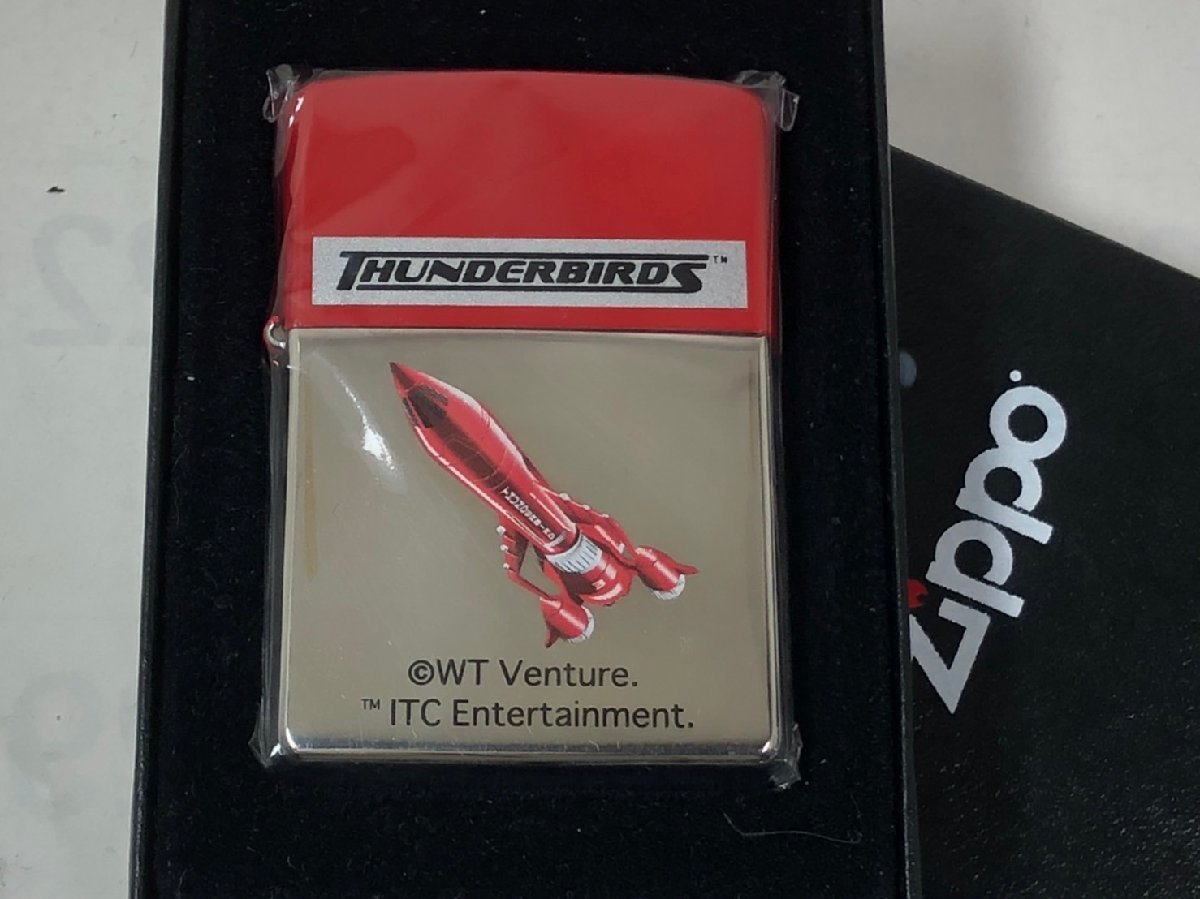 THUNDERBIRDS™
©WT Venture.
™ ITC Entertainment.
Zippo